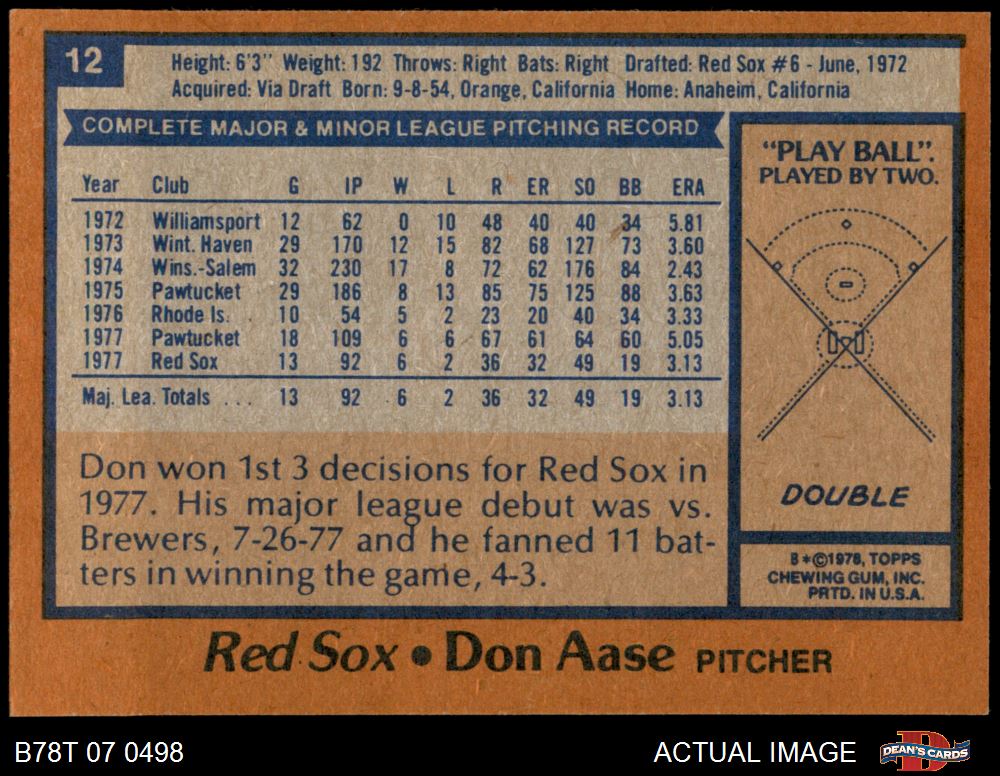 12
Height: 6'3" Weight: 192 Throws: Right Bats: Right Drafted: Red Sox #6 - June, 1972
Acquired: Via Draft Born: 9-8-54, Orange, California Home: Anaheim, California
COMPLETE MAJOR & MINOR LEAGUE PITCHING RECORD
Year Club G IP W L R ER SO BB ERA
1972 Williamsport 12 62 0 10 48 40 40 34 5.81
1973 Wint. Haven 29 170 12 15 82 68 127 73 3.60
1974 Wins.-Salem 32 230 17 8 72 62 176 84 2.43
1975 Pawtucket 29 186 8 13 85 75 125 88 3.63
1976 Rhode Is. 10 54 5 2 23 20 40 34 3.33
1977 Pawtucket 18 109 6 6 67 61 64 60 5.05
1977 Red Sox 13 92 6 2 36 32 49 19 3.13
Maj. Lea. Totals . . . 13 92 6 2 36 32 49 19 3.13
Don won 1st 3 decisions for Red Sox in
1977. His major league debut was vs.
Brewers, 7-26-77 and he fanned 11 bat-
ters in winning the game, 4-3.
"PLAY BALL".
PLAYED BY TWO.
DOUBLE
B*©1978, TOPPS
CHEWING GUM, INC.
PRTD. IN U.S.A.
Red Sox • Don Aase PITCHER
B78T 07 0498
ACTUAL IMAGE
DEAN'S CARDS